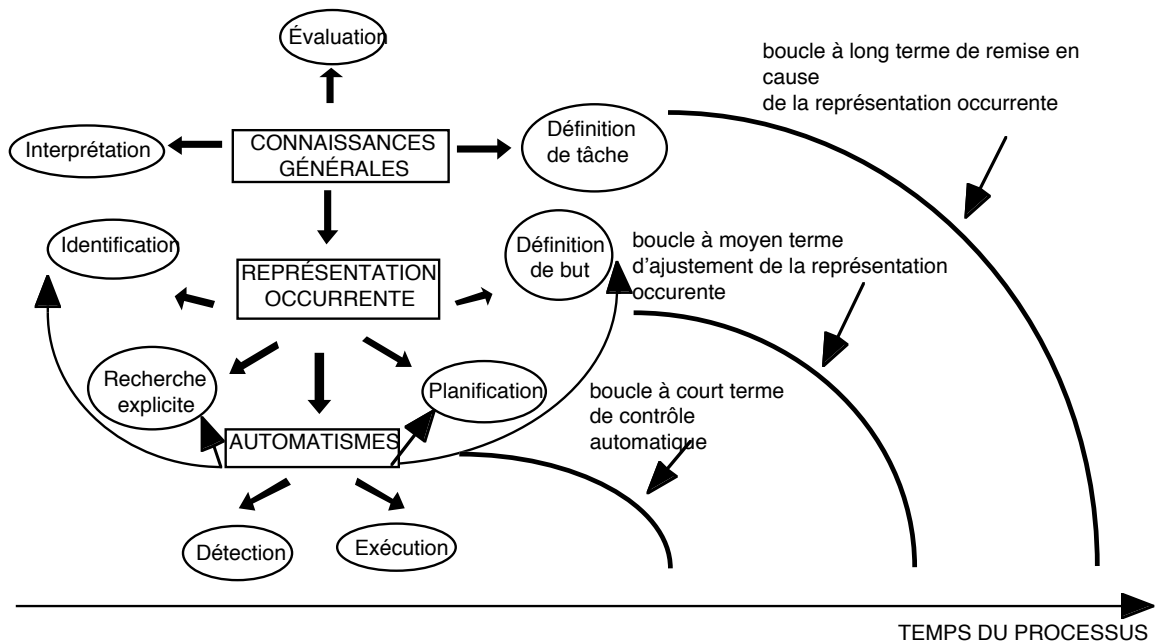 Évaluation
boucle à long terme de remise en
cause
de la représentation occurrente
Interprétation
CONNAISSANCES
GÉNÉRALES
Définition
de tâche
Identification
REPRÉSENTATION
OCCURRENTE
Définition
de but
boucle à moyen terme
d'ajustement de la représentation
occurente
Recherche
explicite
Planification
boucle à court terme
de contrôle
automatique
AUTOMATISMES
Détection
Exécution
TEMPS DU PROCESSUS